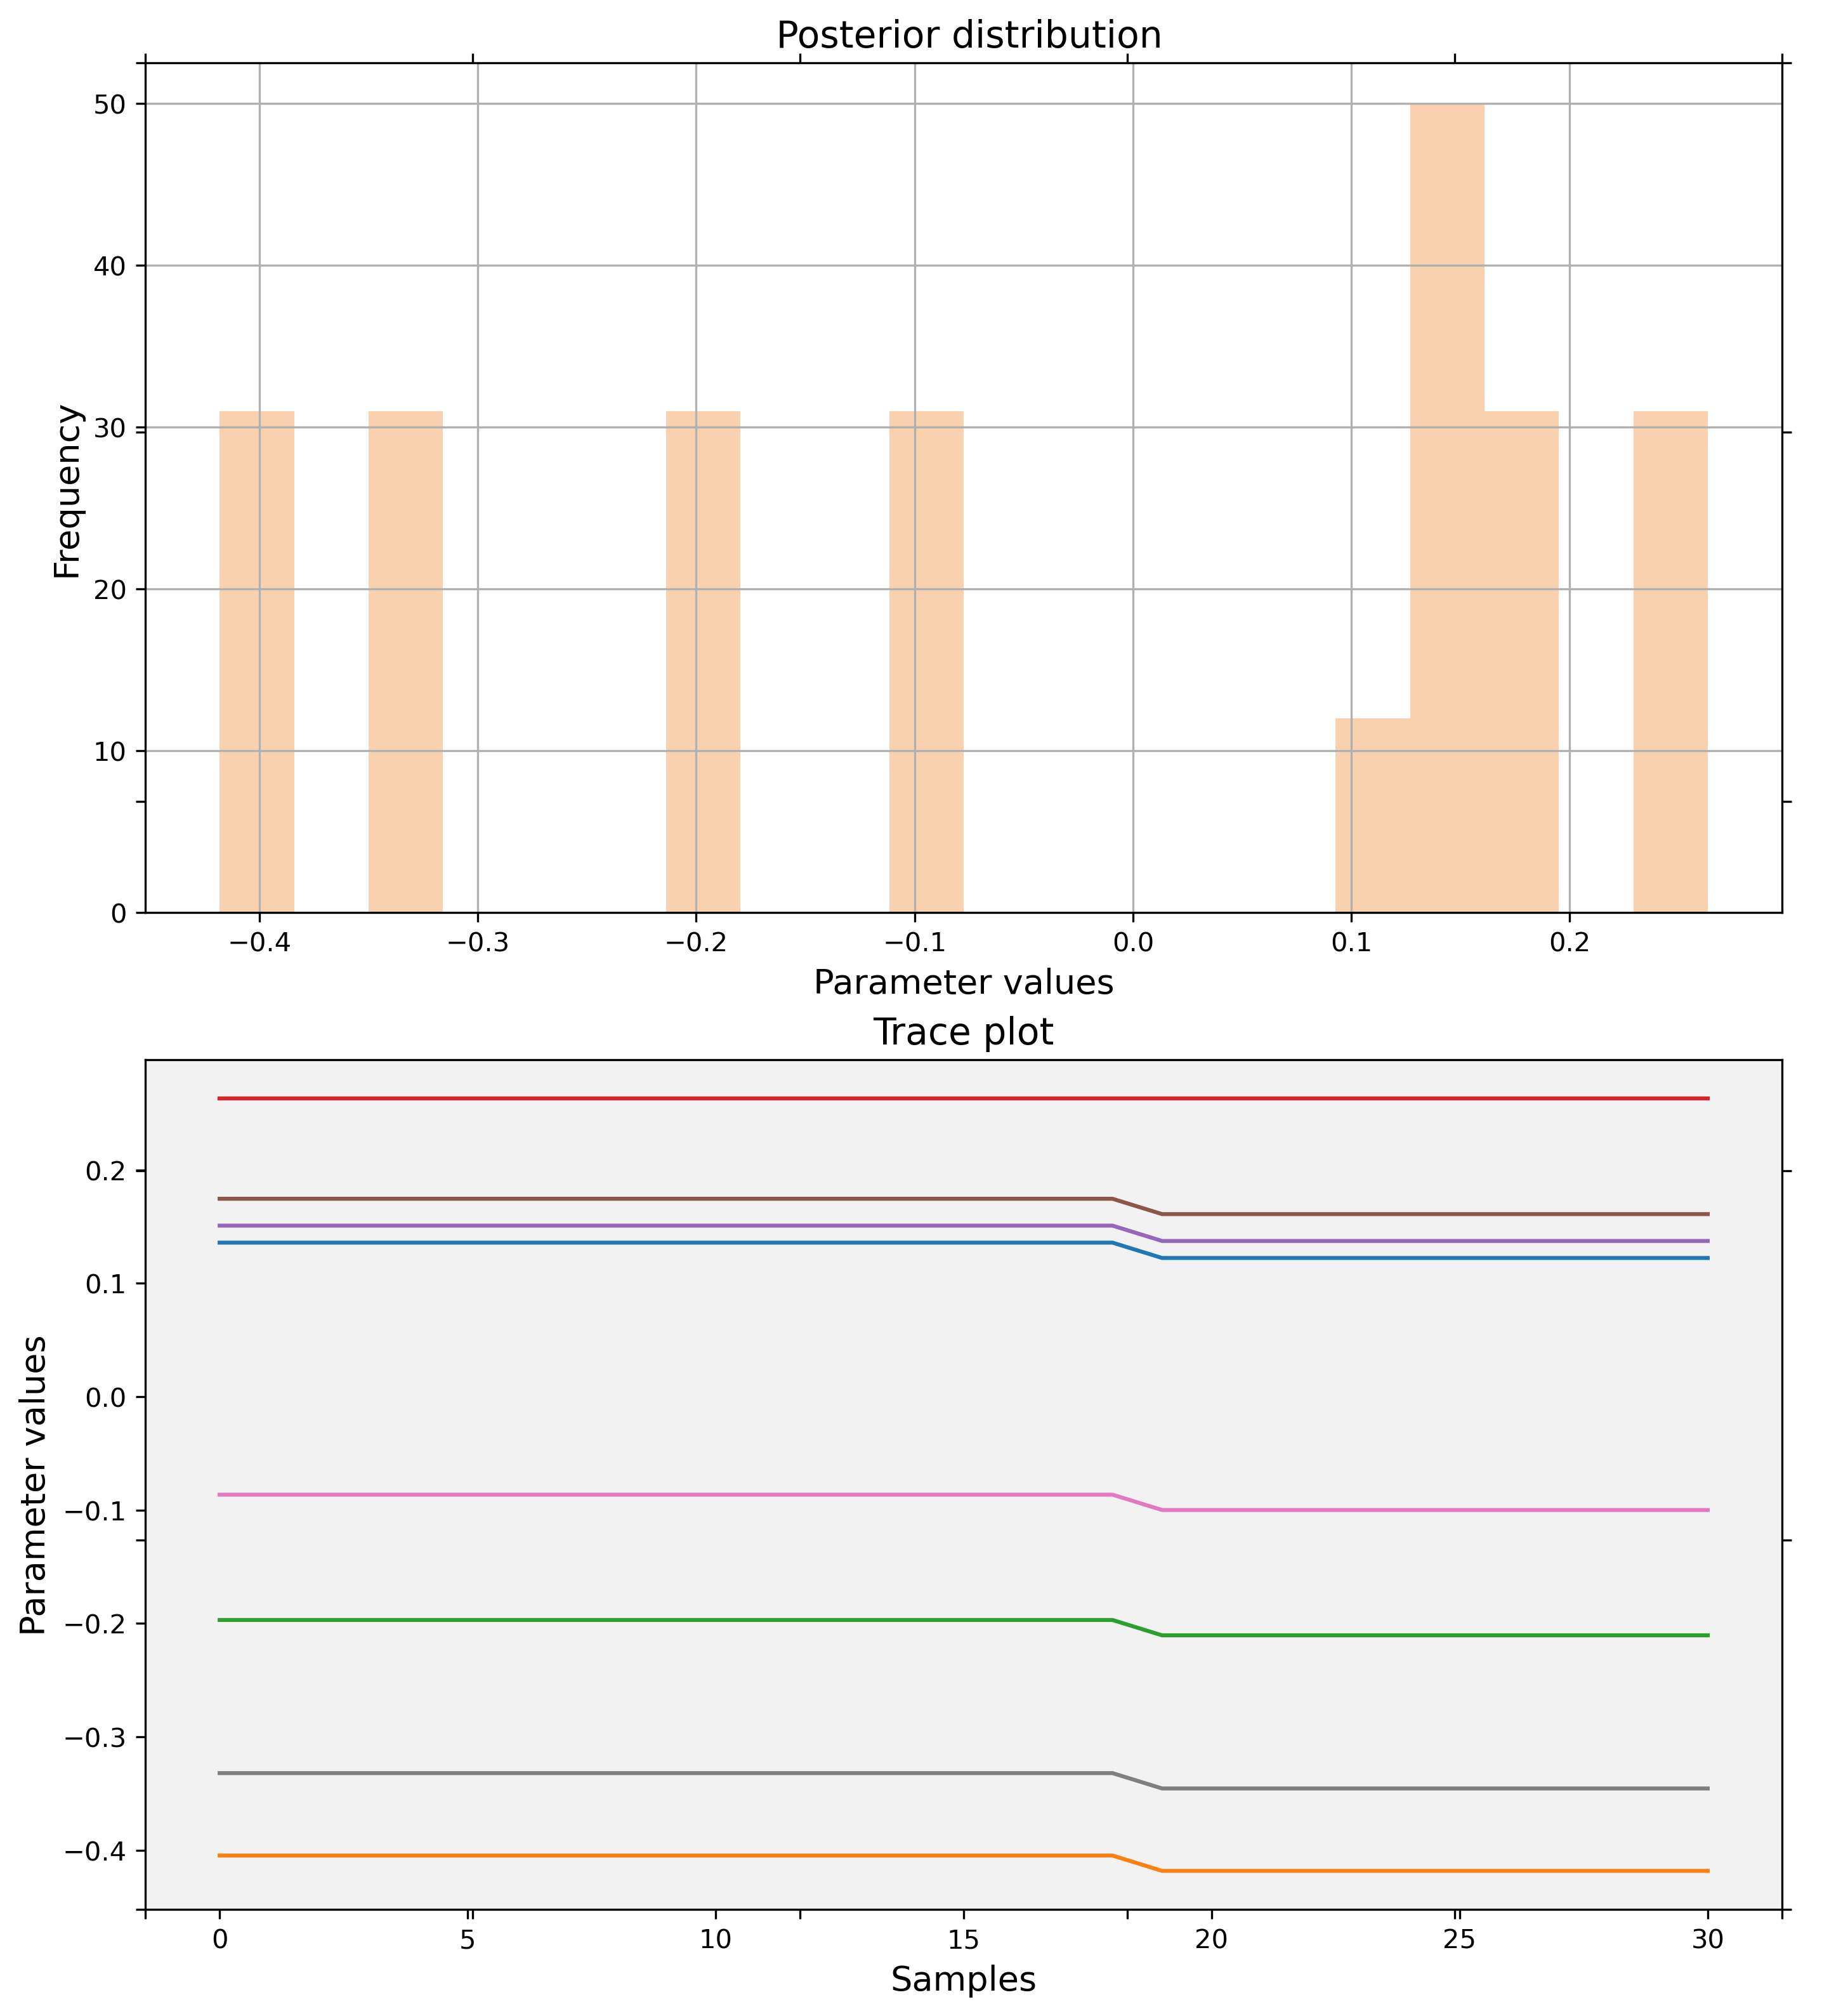 Posterior distribution
50
40
30
20
10
0
Frequency
−0.4 −0.3 −0.2 −0.1 0.0 0.1 0.2
Parameter values
Trace plot
0.2
0.1
0.0
−0.1
−0.2
−0.3
−0.4
Parameter values
0 5 10 15 20 25 30
Samples